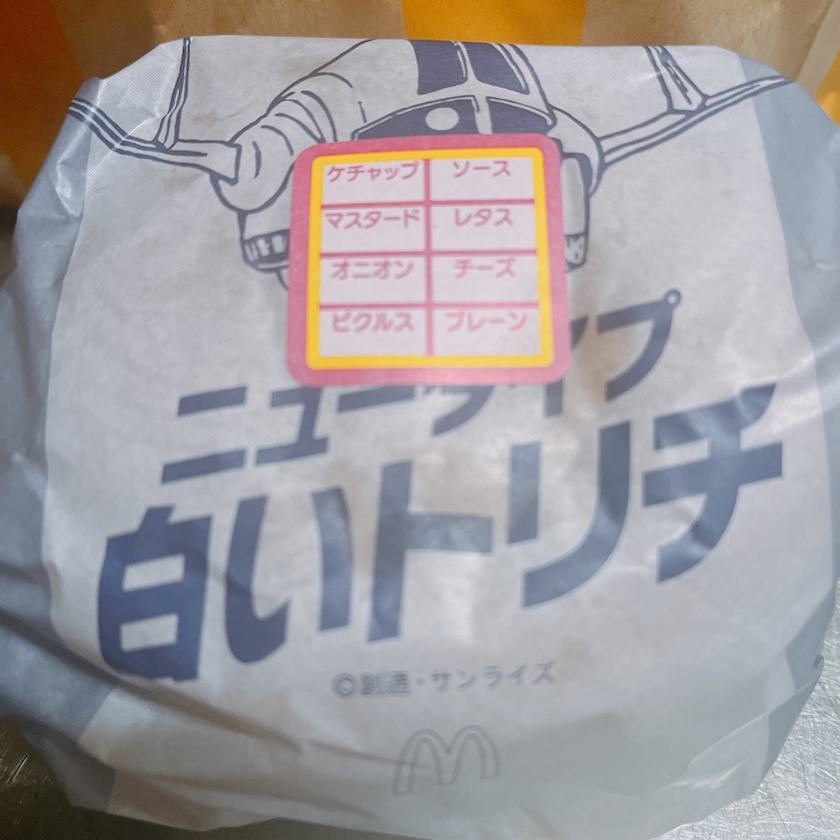 ケチャップ ソース
マスタード レタス
オニオン チーズ
ピクルス プレーン
ニュータイプ
白いトリチ
©創通・サンライズ